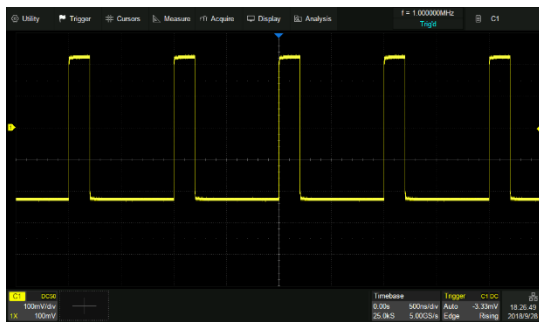 Utility Trigger Cursors Measure Acquire Display Analysis f = 1.000000MHz C1
Trig'd
C1 DC50 Timebase Trigger C1 DC
100mV/div 0.00s 500ns/div Auto -3.33mV 18:26:49
1X 100mV 25.0kS 5.00GS/s Edge Rising 2018/9/28